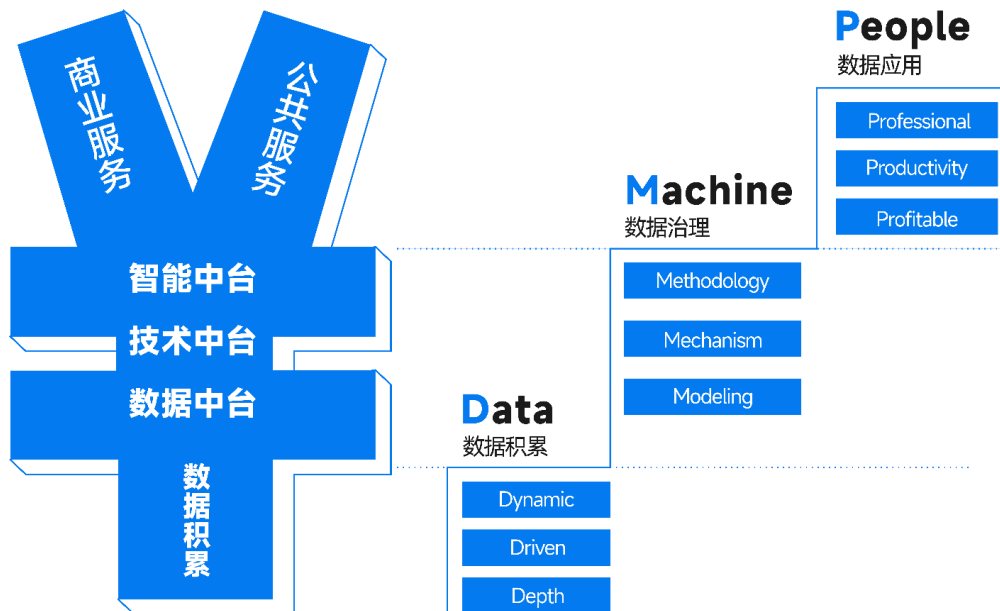 商业服务
公共服务
智能中台
技术中台
数据中台
数据积累
People
数据应用
Professional
Productivity
Profitable
Machine
数据治理
Methodology
Mechanism
Modeling
Data
数据积累
Dynamic
Driven
Depth